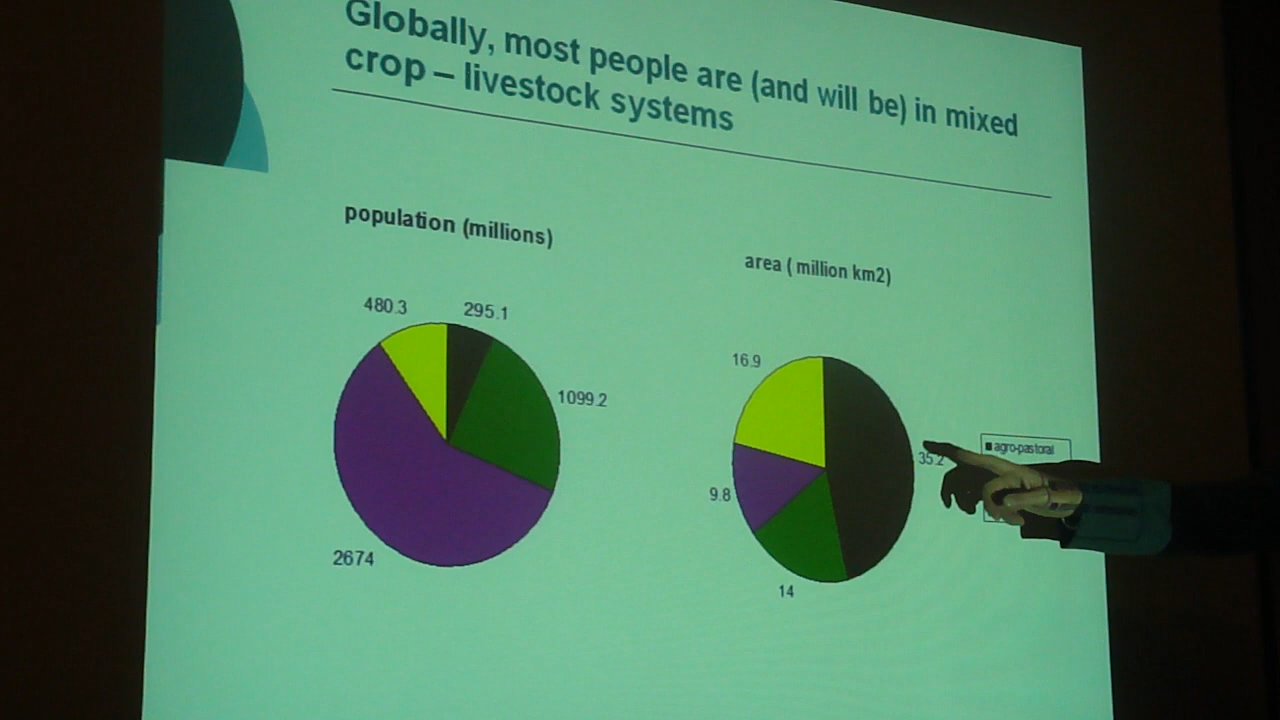 Globally, most people are (and will be) in mixed
crop – livestock systems
population (millions)
area ( million km2)
480.3
295.1
1099.2
2674
16.9
35.2
9.8
14
agro-pastoral